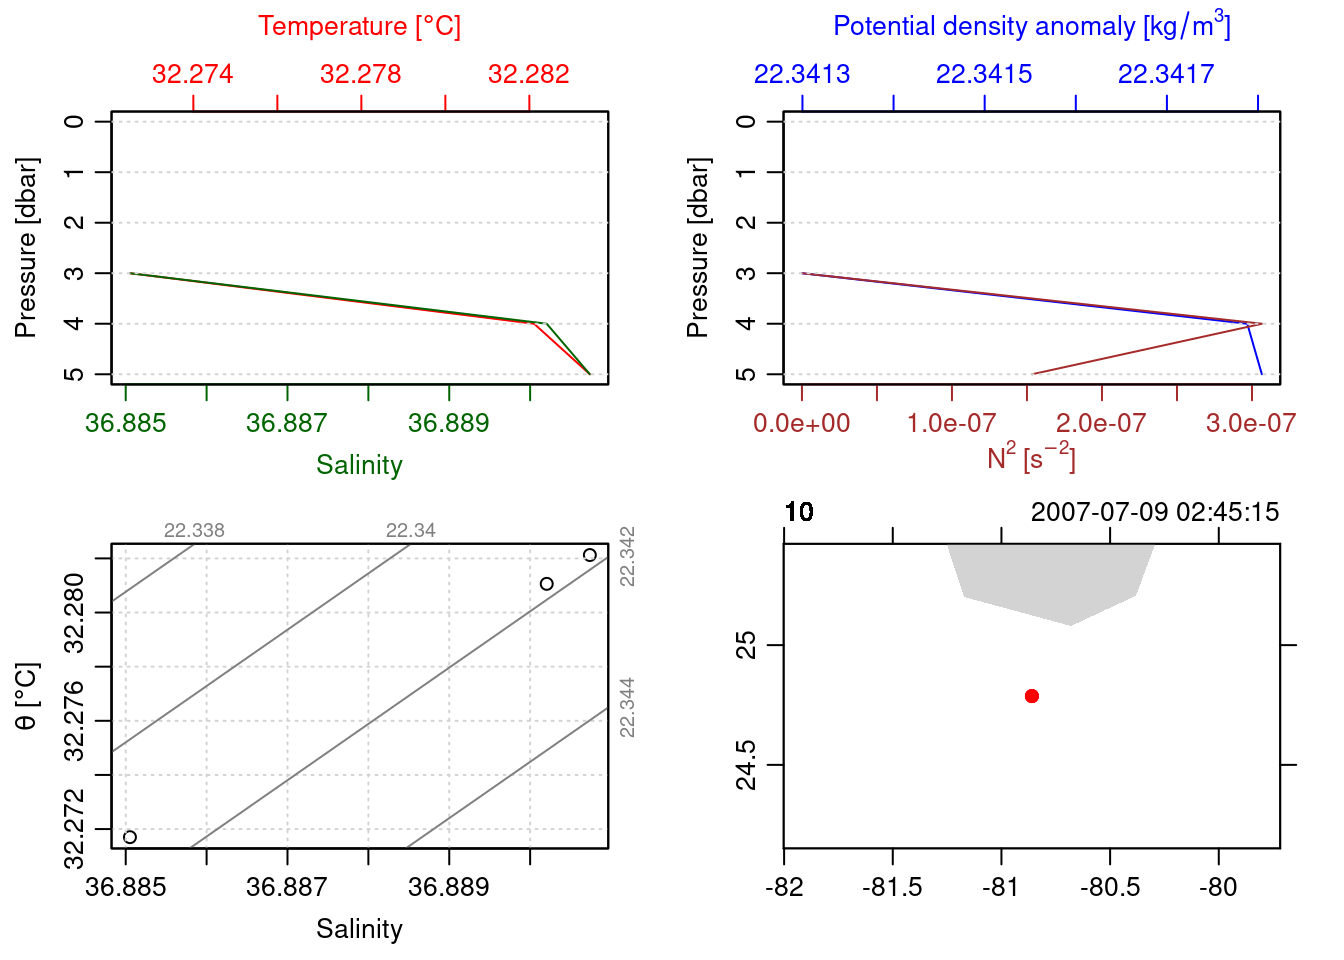 Temperature [°C]
32.274 32.278 32.282
0
1
2
3
4
5
Pressure [dbar]
36.885 36.887 36.889
Salinity
Potential density anomaly [kg/m³]
22.3413 22.3415 22.3417
0
1
2
3
4
5
Pressure [dbar]
0.0e+00 1.0e-07 2.0e-07 3.0e-07
N² [s⁻²]
22.338 22.34
22.342
22.344
32.280
32.276
32.272
θ [°C]
36.885 36.887 36.889
Salinity
10 2007-07-09 02:45:15
25
24.5
-82 -81.5 -81 -80.5 -80